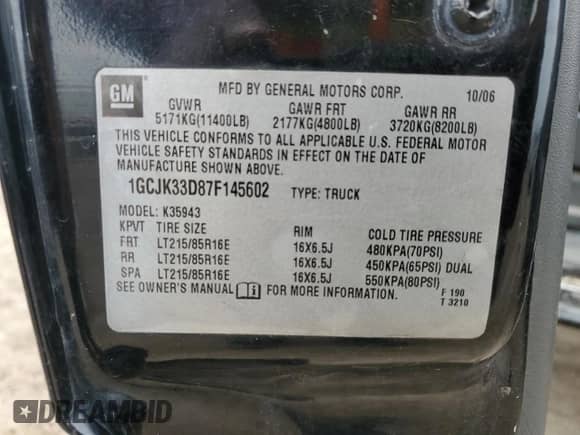 GM MFD BY GENERAL MOTORS CORP. 10/06
GVWR GAWR FRT GAWR RR
5171KG(11400LB) 2177KG(4800LB) 3720KG(8200LB)
THIS VEHICLE CONFORMS TO ALL APPLICABLE U.S. FEDERAL MOTOR
VEHICLE SAFETY STANDARDS IN EFFECT ON THE DATE OF
MANUFACTURE SHOWN ABOVE.
1GCJK33D87F145602 TYPE: TRUCK
MODEL: K35943
KPVT TIRE SIZE RIM COLD TIRE PRESSURE
FRT LT215/85R16E 16X6.5J 480KPA(70PSI)
RR LT215/85R16E 16X6.5J 450KPA(65PSI) DUAL
SPA LT215/85R16E 16X6.5J 550KPA(80PSI)
SEE OWNER'S MANUAL FOR MORE INFORMATION. F 190
T 3210
DREAMBID